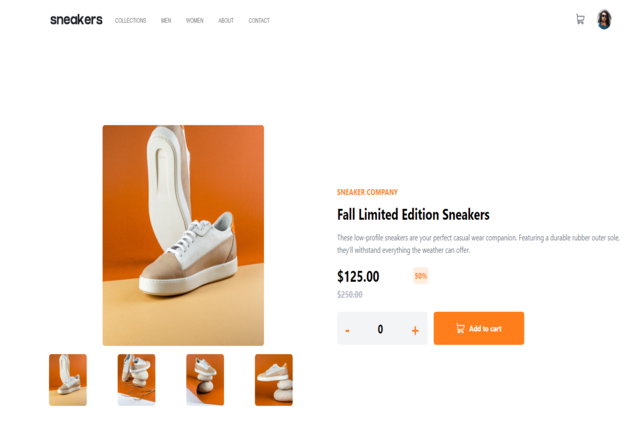 sneakers COLLECTIONS MEN WOMEN ABOUT CONTACT
SNEAKER COMPANY
Fall Limited Edition Sneakers
These low-profile sneakers are your perfect casual wear companion. Featuring a durable rubber outer sole,
they'll withstand everything the weather can offer.
$125.00 50%
$250.00
- 0 + Add to cart